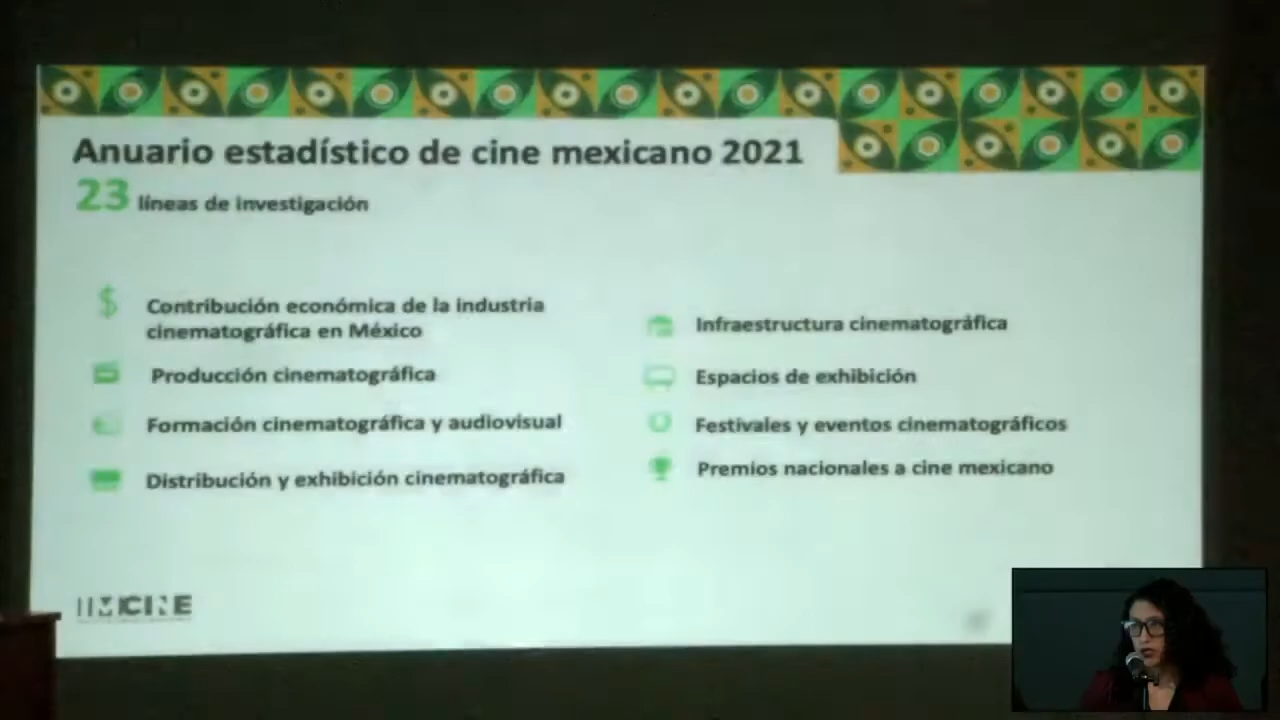 Anuario estadístico de cine mexicano 2021
23 líneas de investigación
$ Contribución económica de la industria
cinematográfica en México
Producción cinematográfica
Formación cinematográfica y audiovisual
Distribución y exhibición cinematográfica
Infraestructura cinematográfica
Espacios de exhibición
Festivales y eventos cinematográficos
Premios nacionales a cine mexicano
IMCINE